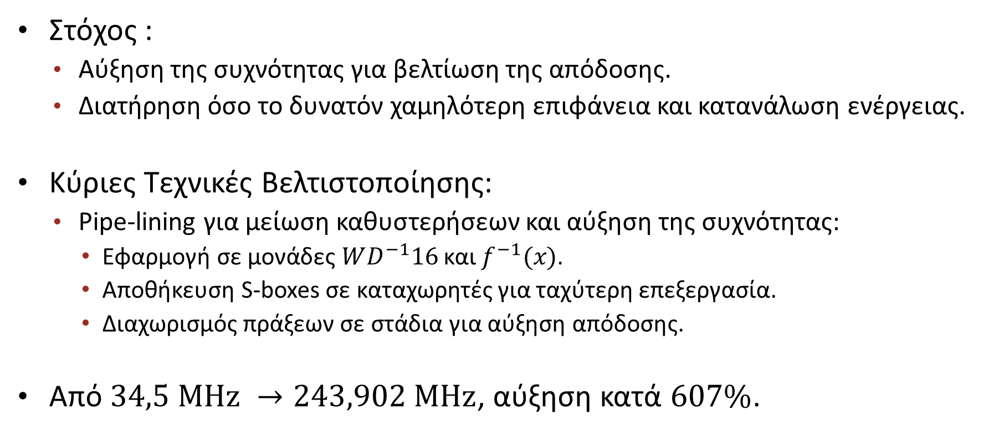 • Στόχος :
• Αύξηση της συχνότητας για βελτίωση της απόδοσης.
• Διατήρηση όσο το δυνατόν χαμηλότερη επιφάνεια και κατανάλωση ενέργειας.
• Κύριες Τεχνικές Βελτιστοποίησης:
• Pipe-lining για μείωση καθυστερήσεων και αύξηση της συχνότητας:
• Εφαρμογή σε μονάδες 𝑊𝐷⁻¹16 και 𝑓⁻¹(𝑥).
• Αποθήκευση S-boxes σε καταχωρητές για ταχύτερη επεξεργασία.
• Διαχωρισμός πράξεων σε στάδια για αύξηση απόδοσης.
• Από 34,5 MHz → 243,902 MHz, αύξηση κατά 607%.